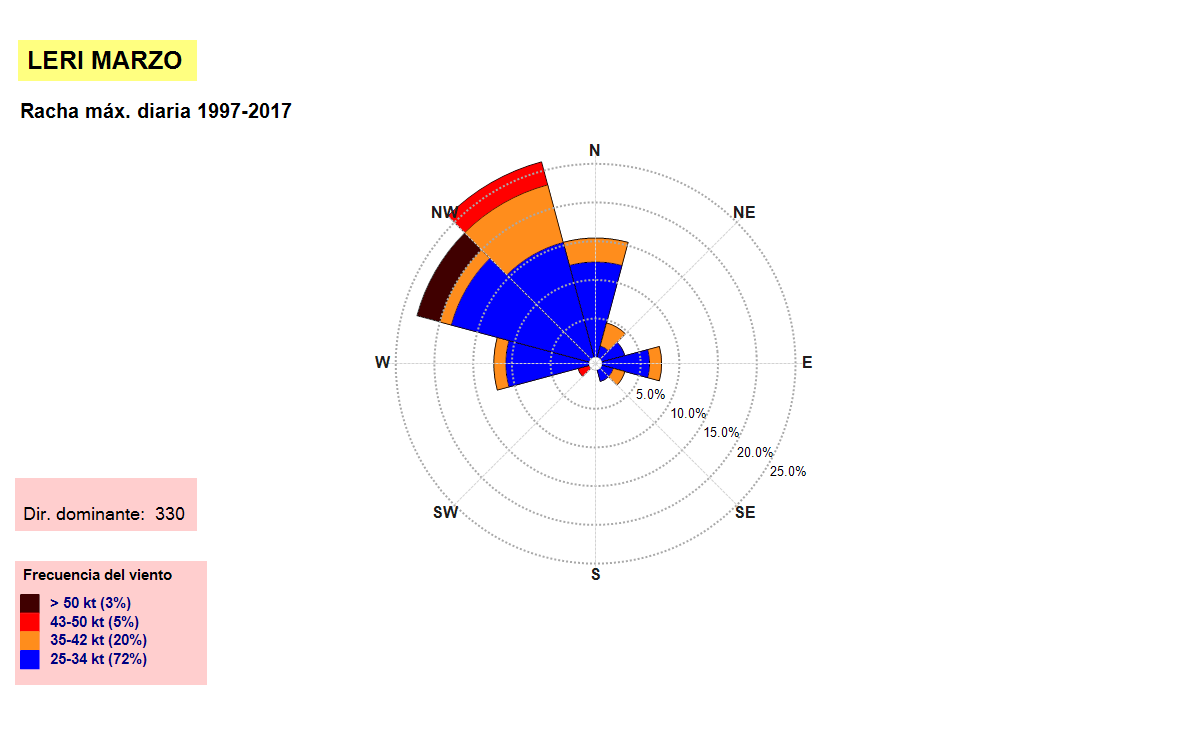 LERI MARZO
Racha máx. diaria 1997-2017
N
NW
NE
W
E
5.0%
10.0%
15.0%
20.0%
25.0%
SW
SE
S
Dir. dominante: 330
Frecuencia del viento
> 50 kt (3%)
43-50 kt (5%)
35-42 kt (20%)
25-34 kt (72%)